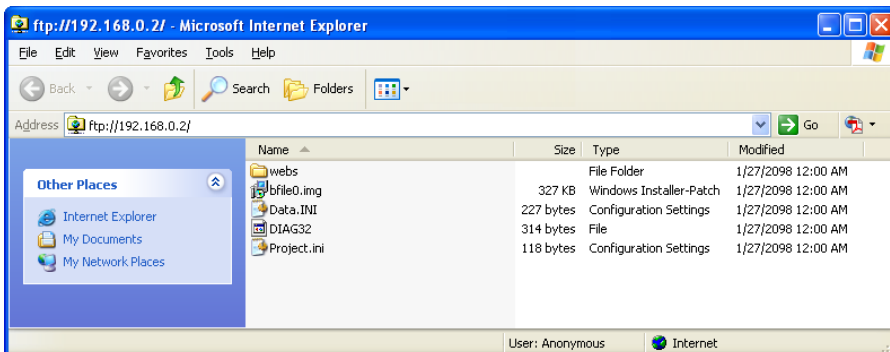 ftp://192.168.0.2/ - Microsoft Internet Explorer
File Edit View Favorites Tools Help
Back Search Folders
Address ftp://192.168.0.2/ Go
Name Size Type Modified
webs File Folder 1/27/2098 12:00 AM
bfile0.img 327 KB Windows Installer-Patch 1/27/2098 12:00 AM
Data.INI 227 bytes Configuration Settings 1/27/2098 12:00 AM
DIAG32 314 bytes File 1/27/2098 12:00 AM
Project.ini 118 bytes Configuration Settings 1/27/2098 12:00 AM
Other Places
Internet Explorer
My Documents
My Network Places
User: Anonymous Internet